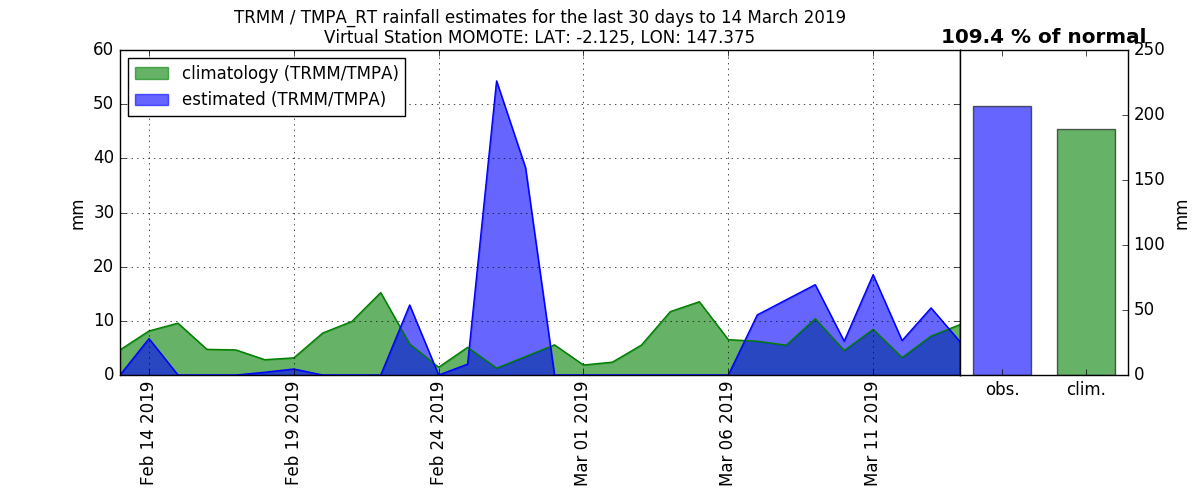 TRMM / TMPA_RT rainfall estimates for the last 30 days to 14 March 2019
Virtual Station MOMOTE: LAT: -2.125, LON: 147.375
109.4 % of normal
climatology (TRMM/TMPA)
estimated (TRMM/TMPA)
60
50
40
30
20
10
0
mm
Feb 14 2019
Feb 19 2019
Feb 24 2019
Mar 01 2019
Mar 06 2019
Mar 11 2019
obs.
clim.
250
200
150
100
50
0
mm